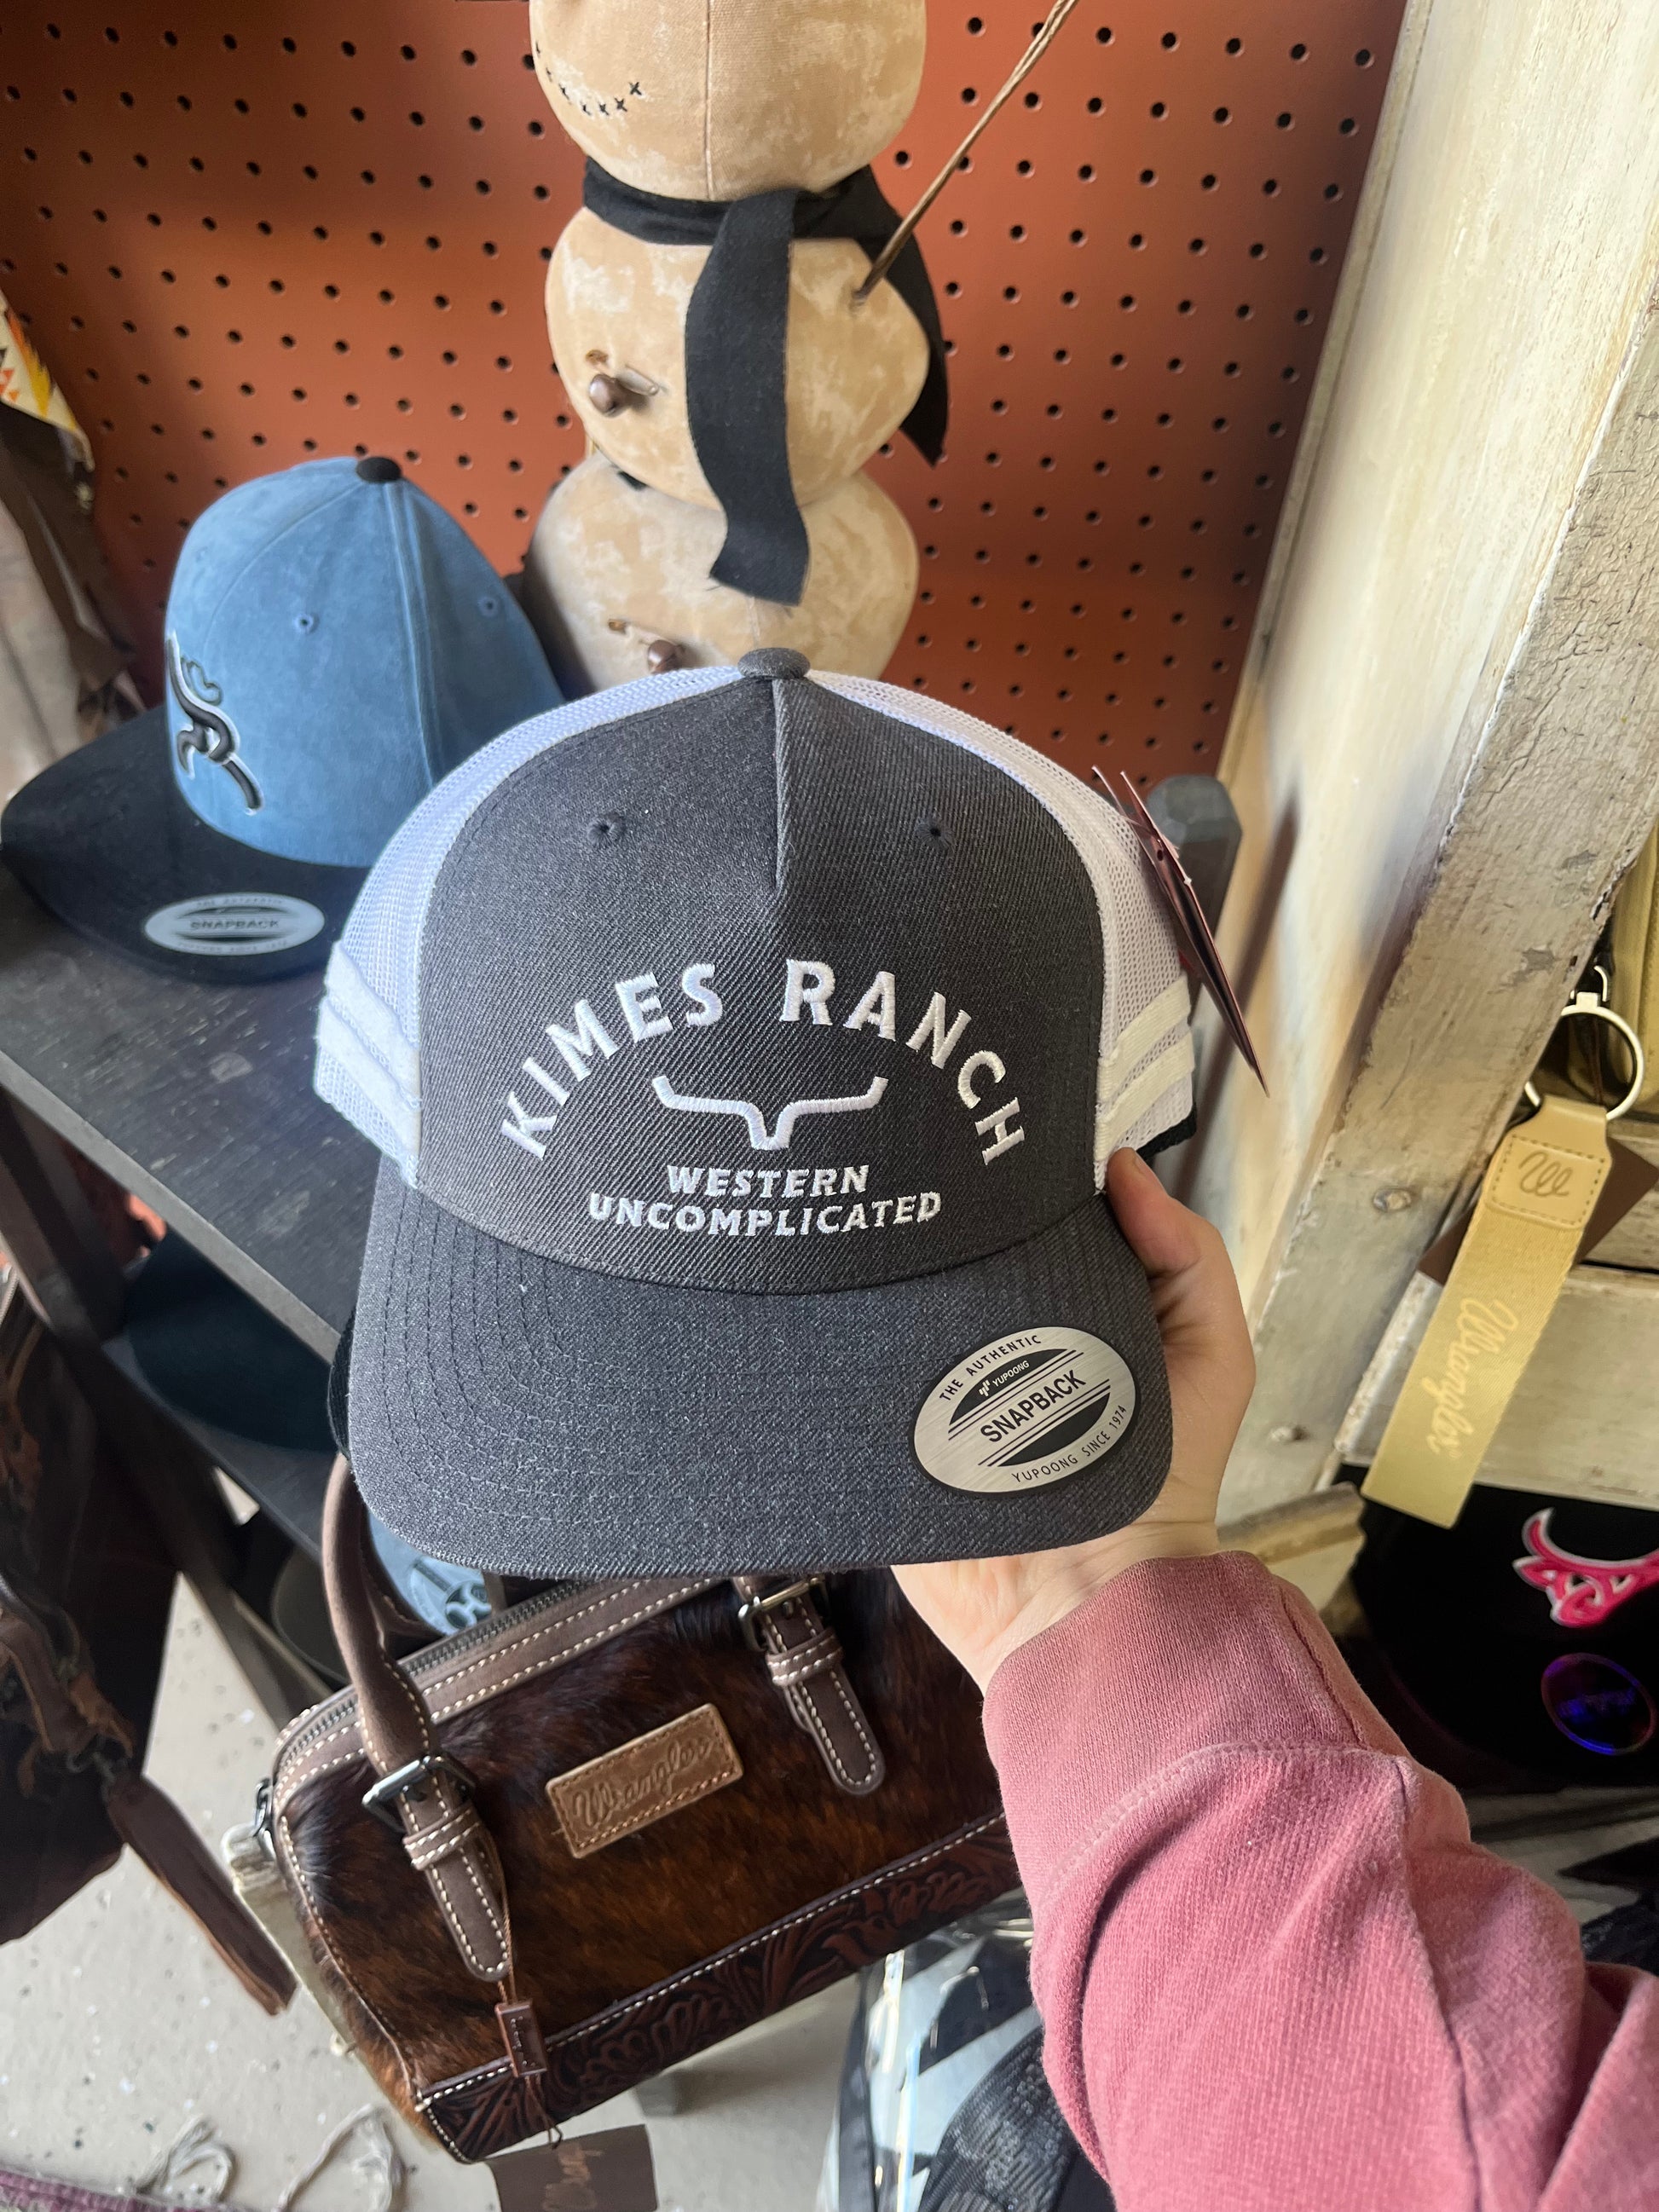 KIMES RANCH
WESTERN
UNCOMPLICATED
THE AUTHENTIC
YUPOONG
SNAPBACK
YUPOONG SINCE 1974
SNAPBACK
Wrangler
Wrangler